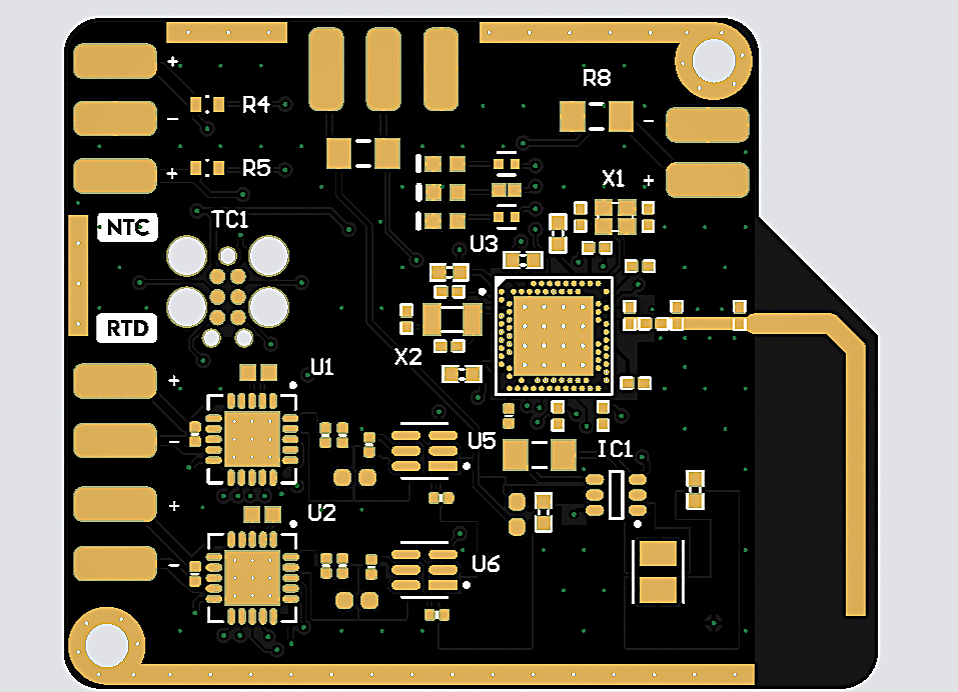 +
R8
R4
−
−
+
R5
X1
+
TC1
NTC
U3
RTD
X2
U1
+
−
U5
IC1
+
U2
−
U6